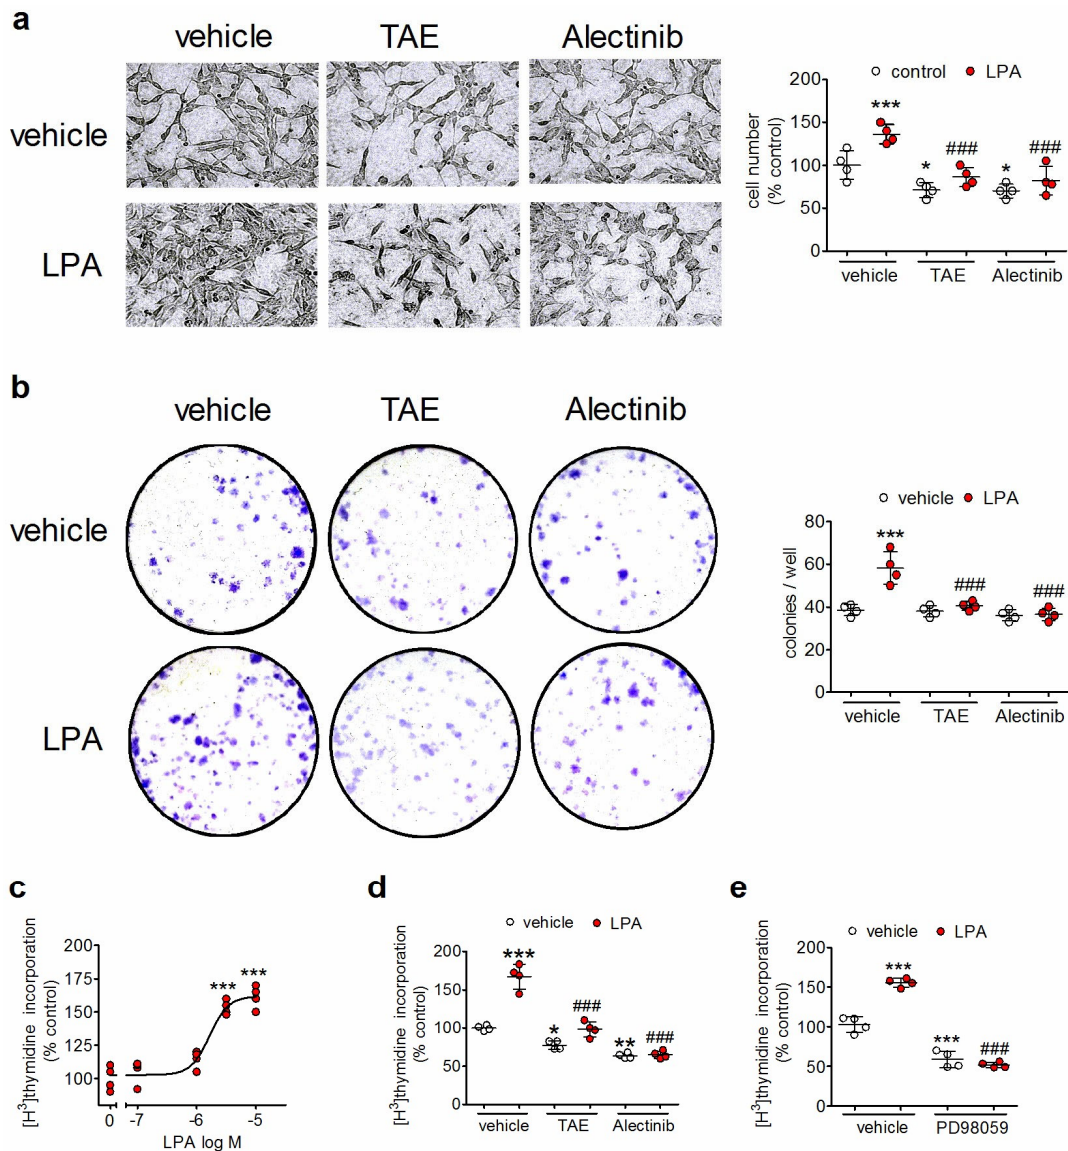 a
vehicle TAE Alectinib
vehicle
LPA
control LPA
cell number
(% control)
200
150
100
50
0
***
*
###
*
###
vehicle TAE Alectinib
b
vehicle TAE Alectinib
vehicle
LPA
vehicle LPA
colonies / well
80
60
40
20
0
***
###
###
vehicle TAE Alectinib
c
[H³]thymidine incorporation
(% control)
200
175
150
125
100
*** ***
0 -7 -6 -5
LPA log M
d
vehicle LPA
[H³]thymidine incorporation
(% control)
200
150
100
50
0
***
*
###
**
###
vehicle TAE Alectinib
e
vehicle LPA
[H³]thymidine incorporation
(% control)
200
150
100
50
0
***
***
###
vehicle PD98059